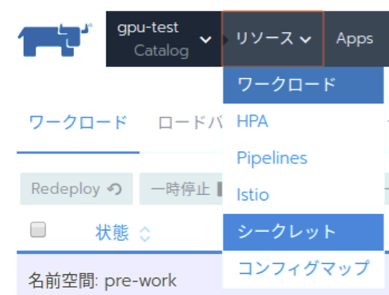 gpu-test
Catalog
リソース
Apps
ワークロード
HPA
Pipelines
Istio
シークレット
コンフィグマップ
ワークロード
ロードバ
Redeploy
一時停止
状態
名前空間: pre-work